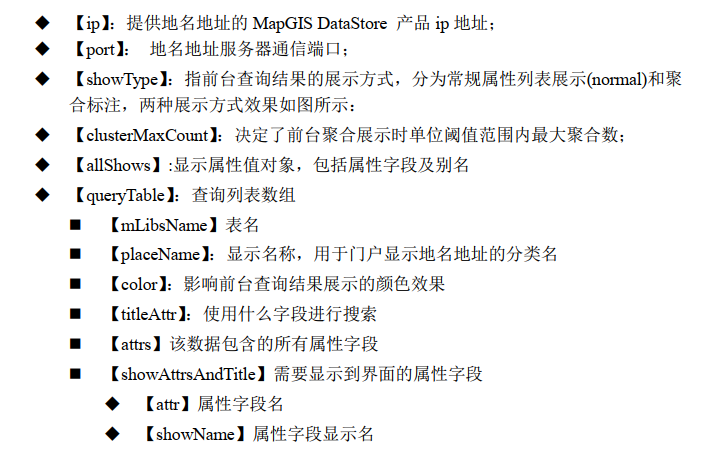 ◆ 【ip】：提供地名地址的 MapGIS DataStore 产品 ip 地址；
◆ 【port】： 地名地址服务器通信端口；
◆ 【showType】：指前台查询结果的展示方式，分为常规属性列表展示(normal)和聚
合标注，两种展示方式效果如图所示：
◆ 【clusterMaxCount】：决定了前台聚合展示时单位阈值范围内最大聚合数；
◆ 【allShows】:显示属性值对象，包括属性字段及别名
◆ 【queryTable】：查询列表数组
■ 【mLibsName】表名
■ 【placeName】：显示名称，用于门户显示地名地址的分类名
■ 【color】：影响前台查询结果展示的颜色效果
■ 【titleAttr】：使用什么字段进行搜索
■ 【attrs】该数据包含的所有属性字段
■ 【showAttrsAndTitle】需要显示到界面的属性字段
◆ 【attr】属性字段名
◆ 【showName】属性字段显示名